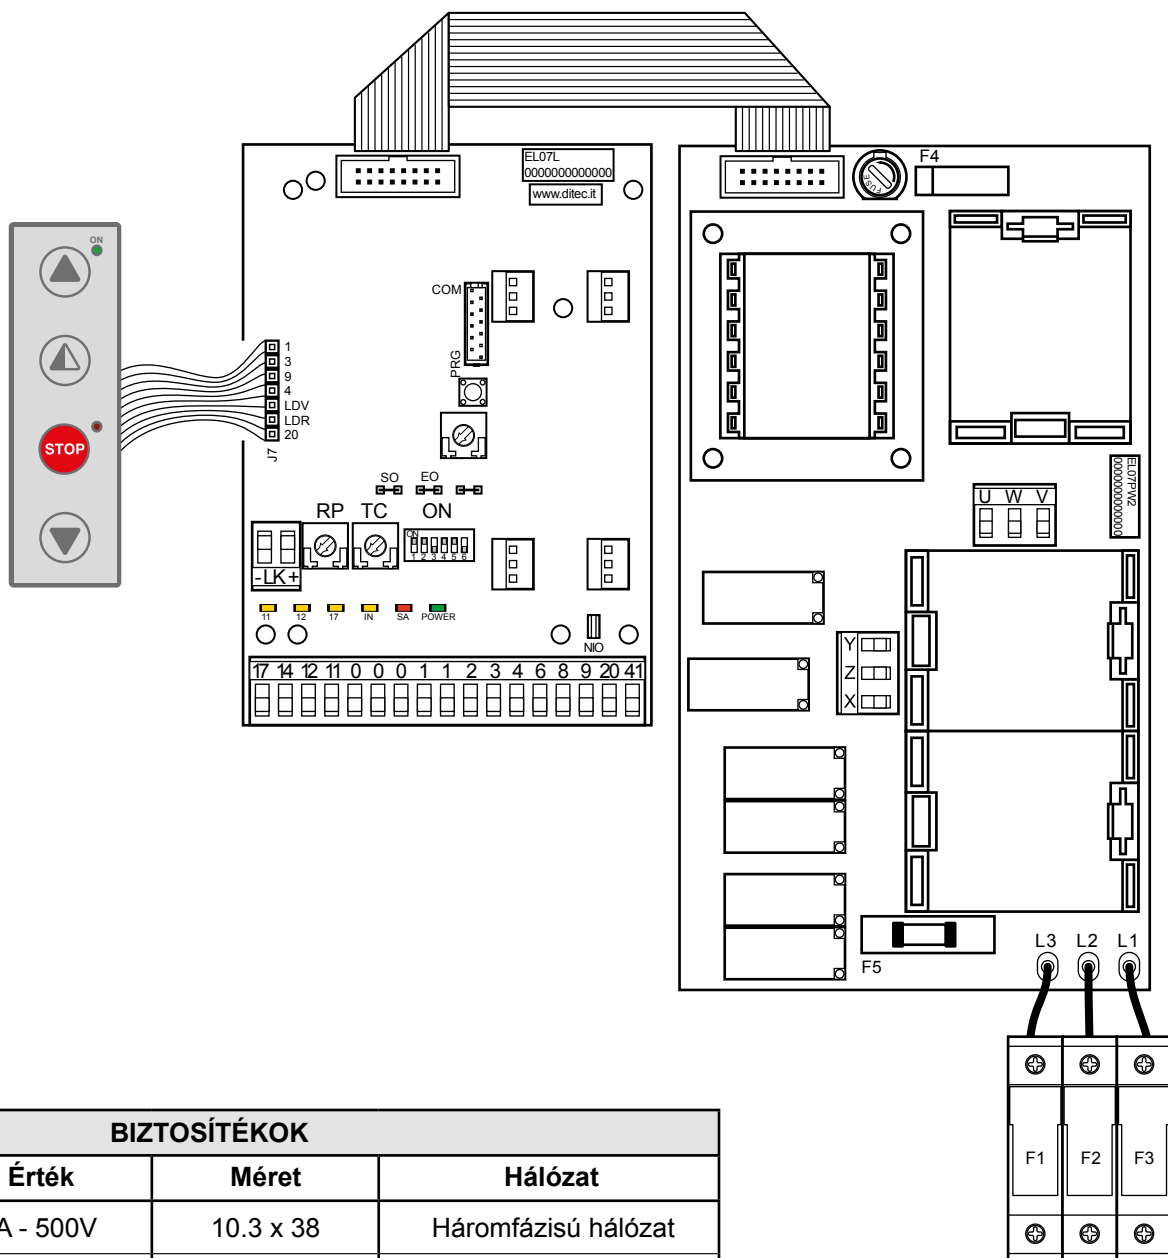 EL07L
0000000000000
www.ditec.it
F4
FUSE
ON
STOP
COM
PRG
1
3
9
4
LDV
LDR
20
J7
SO EO
RP TC ON
ON
1 2 3 4 5 6
-LK+
11 12 17 IN SA POWER
NIO
17 14 12 11 0 0 0 1 1 2 3 4 6 8 9 20 41
U W V
EL07PW2
0000000000000
Y
Z
X
F5
L3 L2 L1
F1 F2 F3
BIZTOSÍTÉKOK
Érték Méret Hálózat
A - 500V 10.3 x 38 Háromfázisú hálózat